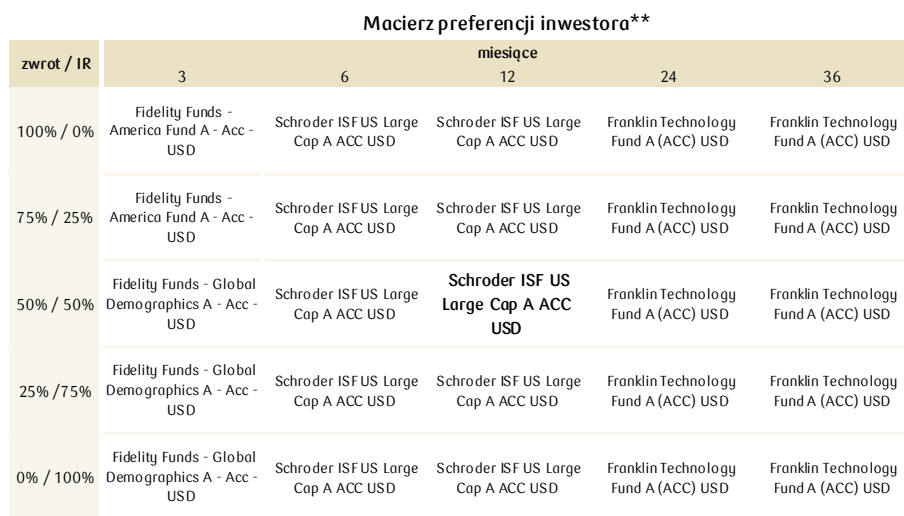 Macierz preferencji inwestora**
zwrot / IR
miesiące
3 6 12 24 36
100% / 0%
Fidelity Funds -
America Fund A - Acc -
USD
Schroder ISF US Large
Cap A ACC USD
Schroder ISF US Large
Cap A ACC USD
Franklin Technology
Fund A (ACC) USD
Franklin Technology
Fund A (ACC) USD
75% / 25%
Fidelity Funds -
America Fund A - Acc -
USD
Schroder ISF US Large
Cap A ACC USD
Schroder ISF US Large
Cap A ACC USD
Franklin Technology
Fund A (ACC) USD
Franklin Technology
Fund A (ACC) USD
50% / 50%
Fidelity Funds - Global
Demographics A - Acc -
USD
Schroder ISF US Large
Cap A ACC USD
Schroder ISF US
Large Cap A ACC
USD
Franklin Technology
Fund A (ACC) USD
Franklin Technology
Fund A (ACC) USD
25% /75%
Fidelity Funds - Global
Demographics A - Acc -
USD
Schroder ISF US Large
Cap A ACC USD
Schroder ISF US Large
Cap A ACC USD
Franklin Technology
Fund A (ACC) USD
Franklin Technology
Fund A (ACC) USD
0% / 100%
Fidelity Funds - Global
Demographics A - Acc -
USD
Schroder ISF US Large
Cap A ACC USD
Schroder ISF US Large
Cap A ACC USD
Franklin Technology
Fund A (ACC) USD
Franklin Technology
Fund A (ACC) USD